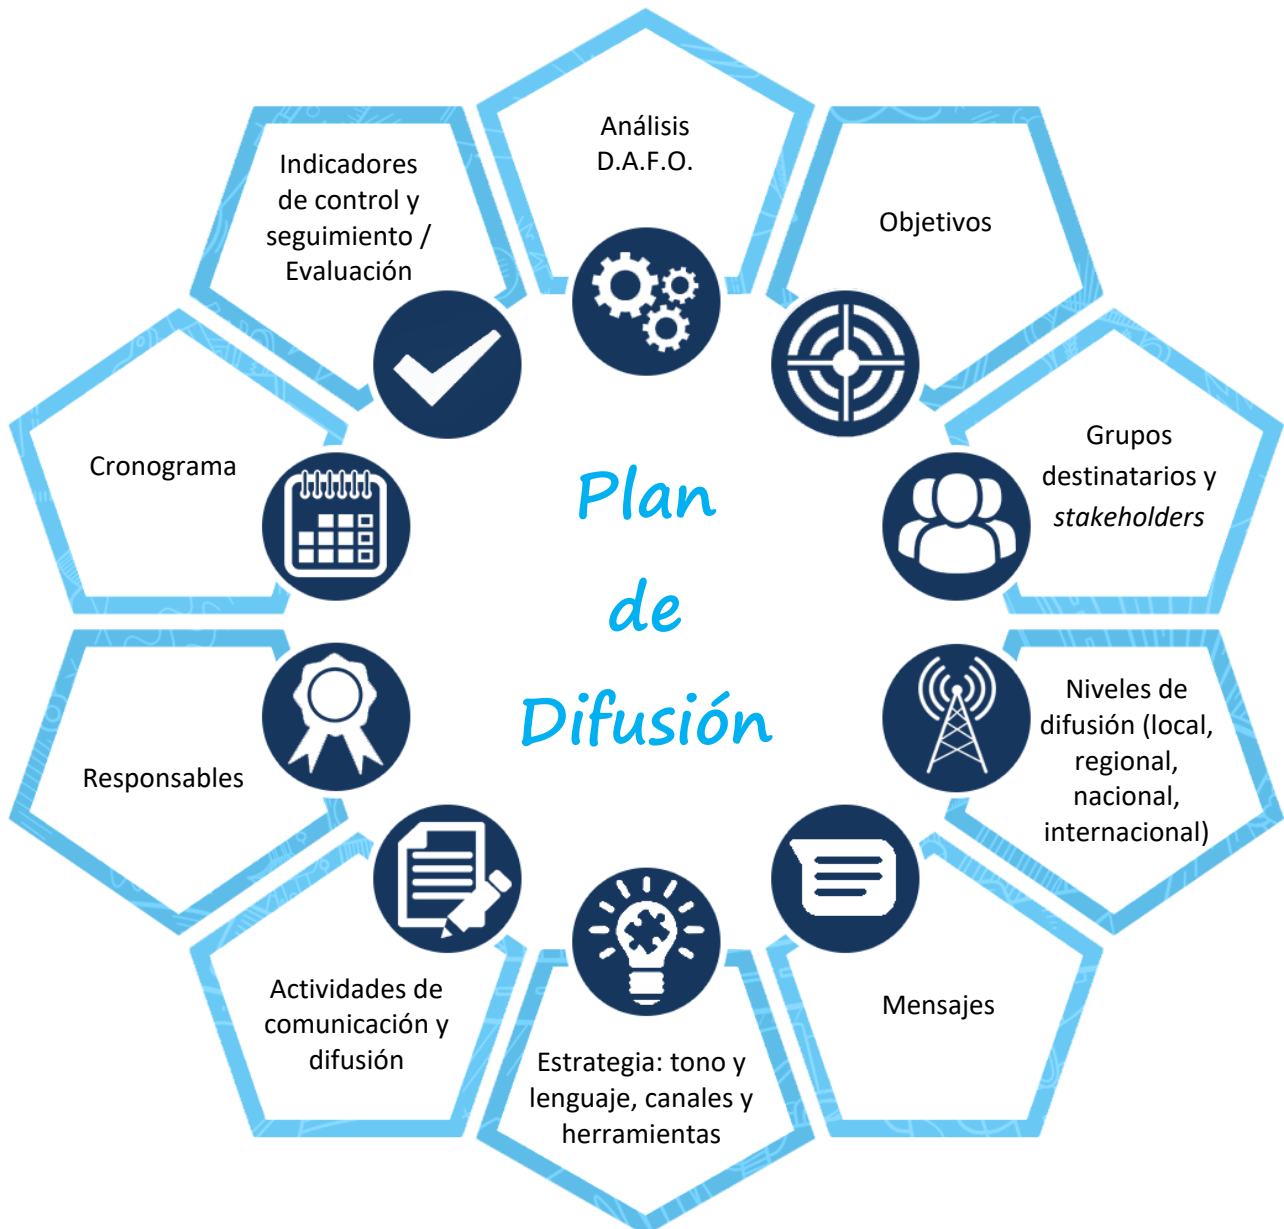 Análisis
D.A.F.O.
Objetivos
Grupos
destinatarios y
stakeholders
Niveles de
difusión (local,
regional,
nacional,
internacional)
Mensajes
Estrategia: tono y
lenguaje, canales y
herramientas
Actividades de
comunicación y
difusión
Responsables
Cronograma
Indicadores
de control y
seguimiento /
Evaluación
Plan
de
Difusión